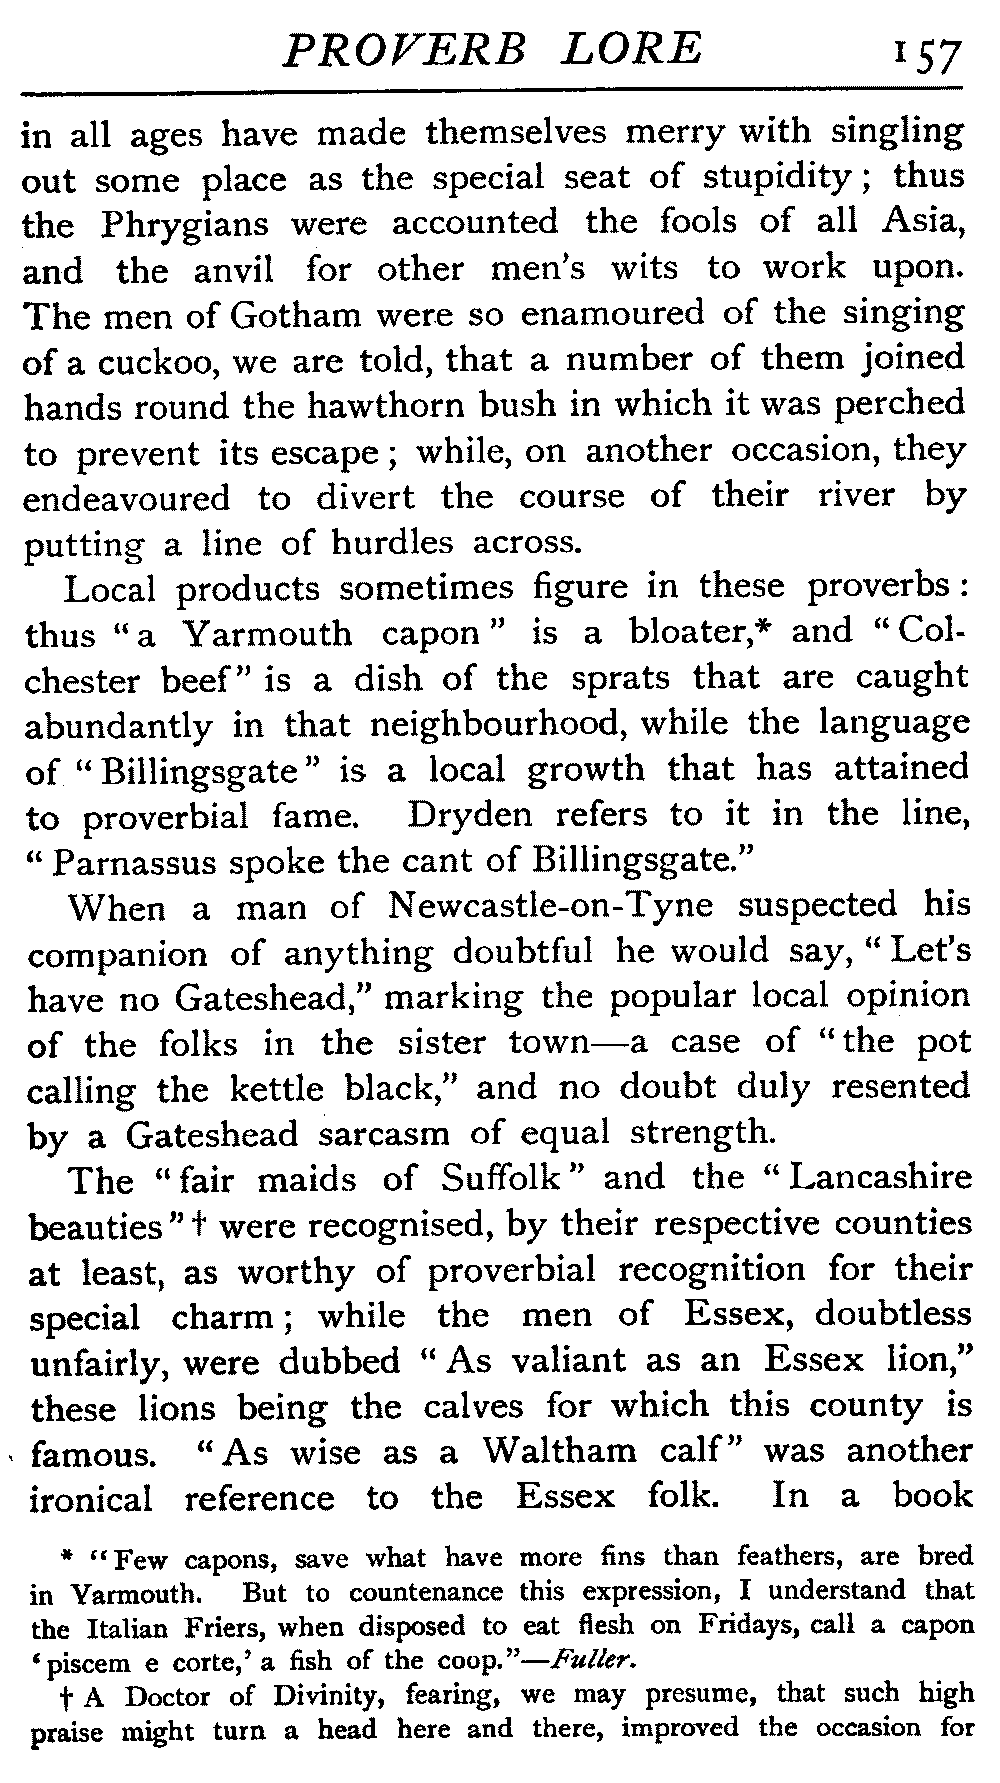 PROVERB LORE 157
in all ages have made themselves merry with singling
out some place as the special seat of stupidity ; thus
the Phrygians were accounted the fools of all Asia,
and the anvil for other men's wits to work upon.
The men of Gotham were so enamoured of the singing
of a cuckoo, we are told, that a number of them joined
hands round the hawthorn bush in which it was perched
to prevent its escape ; while, on another occasion, they
endeavoured to divert the course of their river by
putting a line of hurdles across.
Local products sometimes figure in these proverbs :
thus “a Yarmouth capon” is a bloater,* and “Col-
chester beef” is a dish of the sprats that are caught
abundantly in that neighbourhood, while the language
of “Billingsgate” is a local growth that has attained
to proverbial fame. Dryden refers to it in the line,
“Parnassus spoke the cant of Billingsgate.”
When a man of Newcastle-on-Tyne suspected his
companion of anything doubtful he would say, “Let's
have no Gateshead,” marking the popular local opinion
of the folks in the sister town—a case of “the pot
calling the kettle black,” and no doubt duly resented
by a Gateshead sarcasm of equal strength.
The “fair maids of Suffolk” and the “Lancashire
beauties”† were recognised, by their respective counties
at least, as worthy of proverbial recognition for their
special charm ; while the men of Essex, doubtless
unfairly, were dubbed “As valiant as an Essex lion,”
these lions being the calves for which this county is
famous. “As wise as a Waltham calf” was another
ironical reference to the Essex folk. In a book
* “Few capons, save what have more fins than feathers, are bred
in Yarmouth. But to countenance this expression, I understand that
the Italian Friers, when disposed to eat flesh on Fridays, call a capon
‘piscem e corte,’ a fish of the coop.”—Fuller.
† A Doctor of Divinity, fearing, we may presume, that such high
praise might turn a head here and there, improved the occasion for